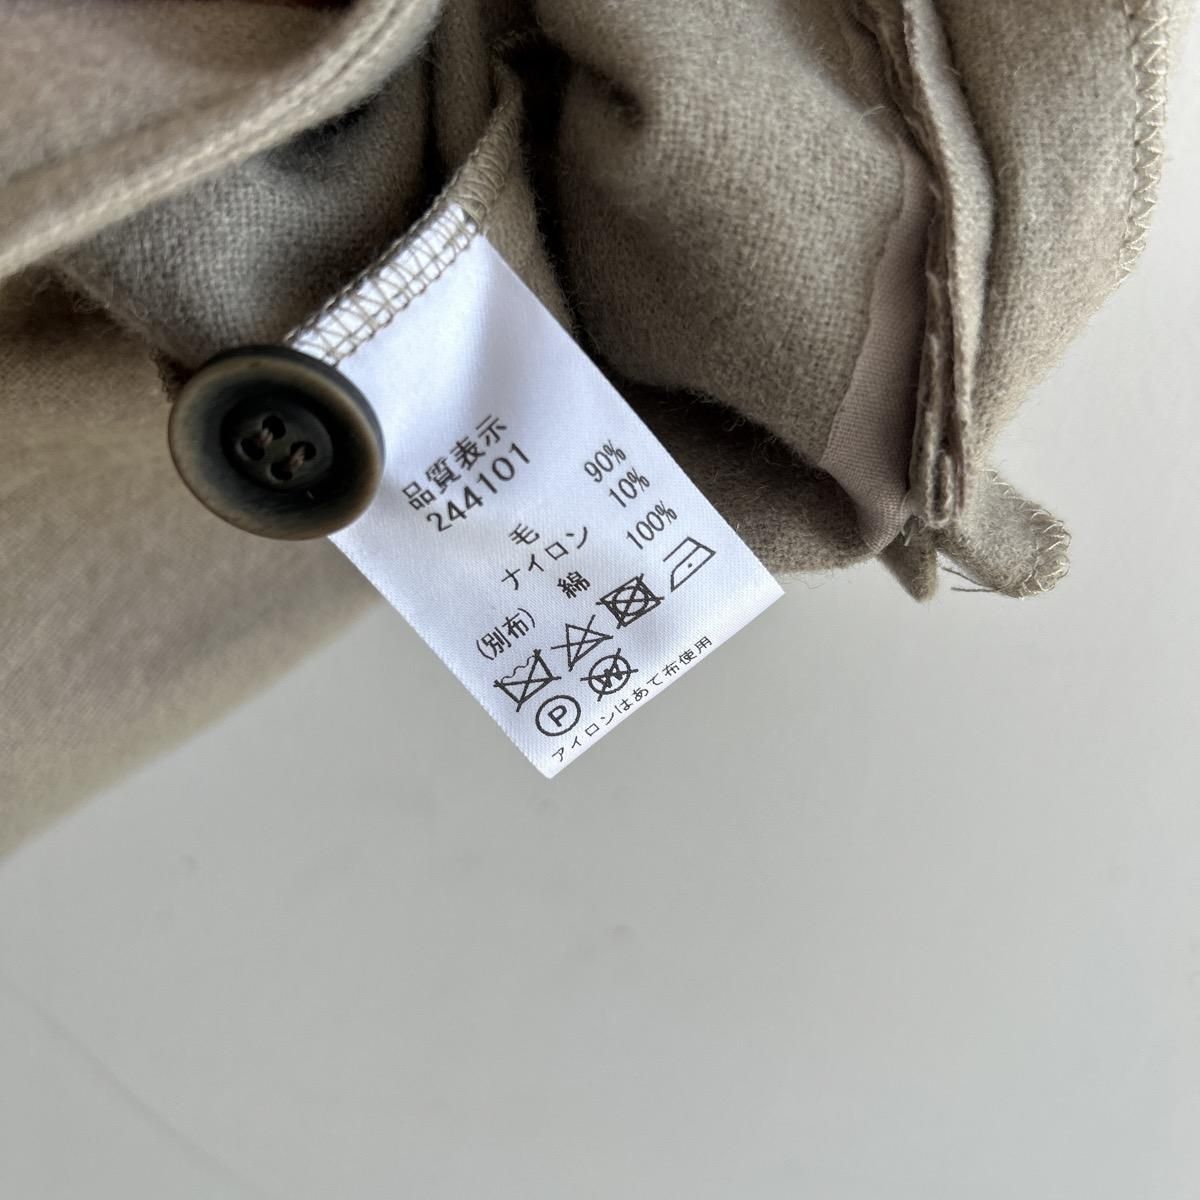 品質表示
244101
毛 90%
ナイロン 10%
(別布) 綿 100%
P W
アイロンはあて布使用